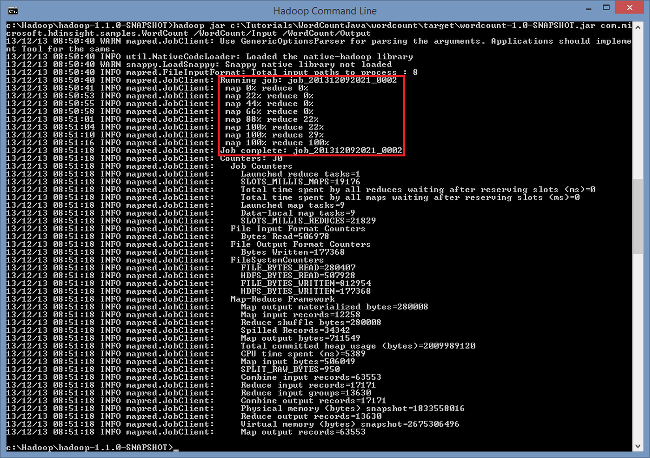 Hadoop Command Line
c:\Hadoop\hadoop-1.1.0-SNAPSHOT>hadoop jar c:\Tutorials\WordCountJava\wordcount\target\wordcount-1.0-SNAPSHOT.jar com.mi
crosoft.hdinsight.samples.WordCount /WordCount/Input /WordCount/Output
13/12/13 08:50:40 WARN mapred.JobClient: Use GenericOptionsParser for parsing the arguments. Applications should impleme
nt Tool for the same.
13/12/13 08:50:40 INFO util.NativeCodeLoader: Loaded the native-hadoop library
13/12/13 08:50:40 WARN snappy.LoadSnappy: Snappy native library not loaded
13/12/13 08:50:40 INFO mapred.FileInputFormat: Total input paths to process : 8
13/12/13 08:50:40 INFO mapred.JobClient: Running job: job_201312092021_0002
13/12/13 08:50:41 INFO mapred.JobClient:  map 0% reduce 0%
13/12/13 08:50:53 INFO mapred.JobClient:  map 22% reduce 0%
13/12/13 08:50:55 INFO mapred.JobClient:  map 44% reduce 0%
13/12/13 08:50:58 INFO mapred.JobClient:  map 66% reduce 0%
13/12/13 08:51:01 INFO mapred.JobClient:  map 88% reduce 22%
13/12/13 08:51:04 INFO mapred.JobClient:  map 100% reduce 22%
13/12/13 08:51:10 INFO mapred.JobClient:  map 100% reduce 29%
13/12/13 08:51:16 INFO mapred.JobClient:  map 100% reduce 100%
13/12/13 08:51:18 INFO mapred.JobClient: Job complete: job_201312092021_0002
13/12/13 08:51:18 INFO mapred.JobClient: Counters: 30
13/12/13 08:51:18 INFO mapred.JobClient:   Job Counters
13/12/13 08:51:18 INFO mapred.JobClient:     Launched reduce tasks=1
13/12/13 08:51:18 INFO mapred.JobClient:     SLOTS_MILLIS_MAPS=19176
13/12/13 08:51:18 INFO mapred.JobClient:     Total time spent by all reduces waiting after reserving slots (ms)=0
13/12/13 08:51:18 INFO mapred.JobClient:     Total time spent by all maps waiting after reserving slots (ms)=0
13/12/13 08:51:18 INFO mapred.JobClient:     Launched map tasks=9
13/12/13 08:51:18 INFO mapred.JobClient:     Data-local map tasks=9
13/12/13 08:51:18 INFO mapred.JobClient:     SLOTS_MILLIS_REDUCES=21829
13/12/13 08:51:18 INFO mapred.JobClient:   File Input Format Counters
13/12/13 08:51:18 INFO mapred.JobClient:     Bytes Read=506978
13/12/13 08:51:18 INFO mapred.JobClient:   File Output Format Counters
13/12/13 08:51:18 INFO mapred.JobClient:     Bytes Written=177368
13/12/13 08:51:18 INFO mapred.JobClient:   FileSystemCounters
13/12/13 08:51:18 INFO mapred.JobClient:     FILE_BYTES_READ=280407
13/12/13 08:51:18 INFO mapred.JobClient:     HDFS_BYTES_READ=507928
13/12/13 08:51:18 INFO mapred.JobClient:     FILE_BYTES_WRITTEN=812954
13/12/13 08:51:18 INFO mapred.JobClient:     HDFS_BYTES_WRITTEN=177368
13/12/13 08:51:18 INFO mapred.JobClient:   Map-Reduce Framework
13/12/13 08:51:18 INFO mapred.JobClient:     Map output materialized bytes=280008
13/12/13 08:51:18 INFO mapred.JobClient:     Map input records=12258
13/12/13 08:51:18 INFO mapred.JobClient:     Reduce shuffle bytes=280008
13/12/13 08:51:18 INFO mapred.JobClient:     Spilled Records=34342
13/12/13 08:51:18 INFO mapred.JobClient:     Map output bytes=711549
13/12/13 08:51:18 INFO mapred.JobClient:     Total committed heap usage (bytes)=2009989120
13/12/13 08:51:18 INFO mapred.JobClient:     CPU time spent (ms)=5389
13/12/13 08:51:18 INFO mapred.JobClient:     Map input bytes=506049
13/12/13 08:51:18 INFO mapred.JobClient:     SPLIT_RAW_BYTES=950
13/12/13 08:51:18 INFO mapred.JobClient:     Combine input records=63553
13/12/13 08:51:18 INFO mapred.JobClient:     Reduce input records=17171
13/12/13 08:51:18 INFO mapred.JobClient:     Reduce input groups=13630
13/12/13 08:51:18 INFO mapred.JobClient:     Combine output records=17171
13/12/13 08:51:18 INFO mapred.JobClient:     Physical memory (bytes) snapshot=1833558016
13/12/13 08:51:18 INFO mapred.JobClient:     Reduce output records=13630
13/12/13 08:51:18 INFO mapred.JobClient:     Virtual memory (bytes) snapshot=2675306496
13/12/13 08:51:18 INFO mapred.JobClient:     Map output records=63553
c:\Hadoop\hadoop-1.1.0-SNAPSHOT>_